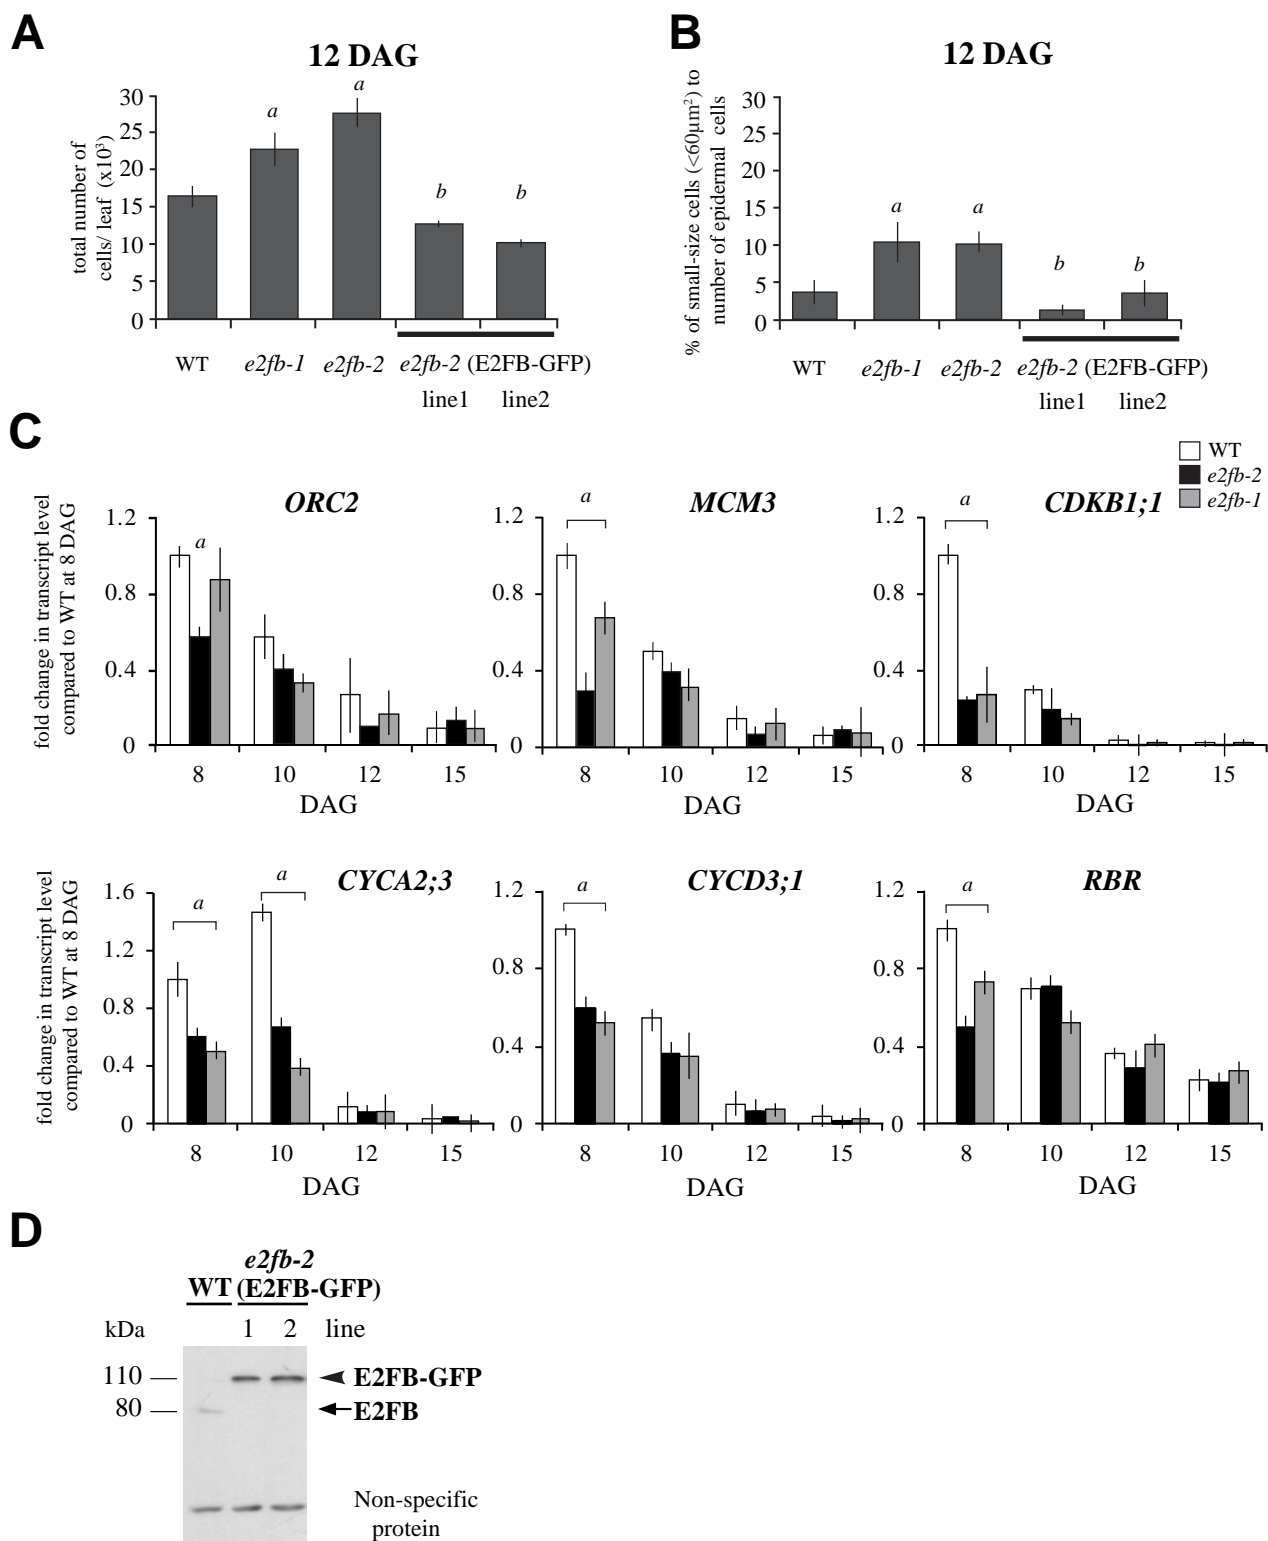 A
12 DAG
total number of
cells/ leaf (x10³)
30
25
20
15
10
5
0
a
a
b
b
WT
e2fb-1
e2fb-2
e2fb-2 (E2FB-GFP)
line1
line2
B
12 DAG
% of small-size cells (<60µm²) to
number of epidermal cells
30
25
20
15
10
5
0
a
a
b
b
WT
e2fb-1
e2fb-2
e2fb-2 (E2FB-GFP)
line1
line2
C
WT
e2fb-2
e2fb-1
fold change in transcript level
compared to WT at 8 DAG
ORC2
1.2
0.8
0.4
0
a
8
10
12
15
DAG
MCM3
1.2
0.8
0.4
0
a
8
10
12
15
DAG
CDKB1;1
1.2
0.8
0.4
0
a
8
10
12
15
DAG
fold change in transcript level
compared to WT at 8 DAG
CYCA2;3
1.6
1.2
0.8
0.4
0
a
a
8
10
12
15
DAG
CYCD3;1
1.2
0.8
0.4
0
a
8
10
12
15
DAG
RBR
1.2
0.8
0.4
0
a
8
10
12
15
DAG
D
e2fb-2
WT (E2FB-GFP)
kDa
1
2
line
110
E2FB-GFP
80
E2FB
Non-specific
protein